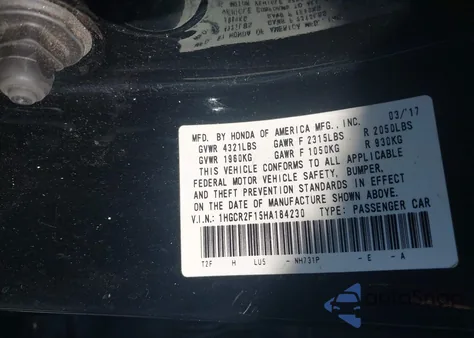 MFD. BY HONDA OF AMERICA MFG., INC. 03/'17
GVWR 4321LBS GAWR F 2315LBS R 2050LBS
GVWR 1960KG GAWR F 1050KG R 930KG
THIS VEHICLE CONFORMS TO ALL APPLICABLE
FEDERAL MOTOR VEHICLE SAFETY, BUMPER,
AND THEFT PREVENTION STANDARDS IN EFFECT
ON THE DATE OF MANUFACTURE SHOWN ABOVE.
V.I.N.: 1HGCR2F15HA184230 TYPE: PASSENGER CAR
T2F H LU5 - NH731P - E - A